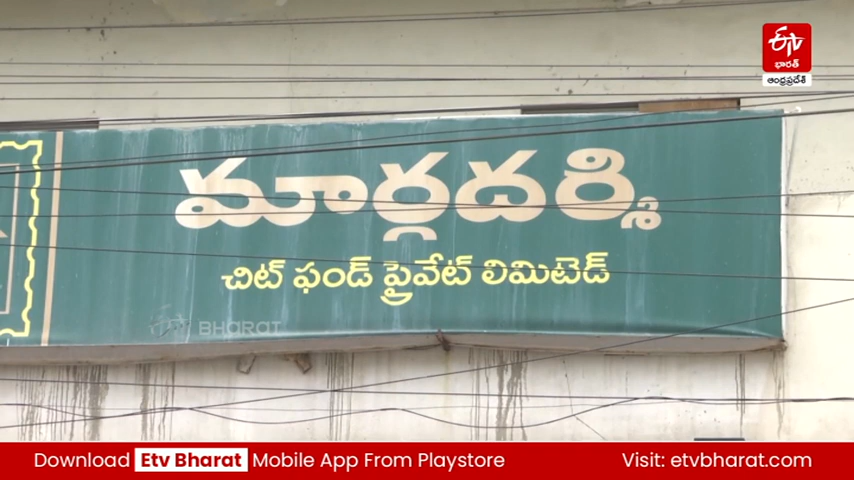 etv
భారత్
ఆంధ్రప్రదేశ్
మార్గదర్శి
చిట్ ఫండ్ ప్రైవేట్ లిమిటెడ్
etv BHARAT
Download Etv Bharat Mobile App From Playstore
Visit: etvbharat.com